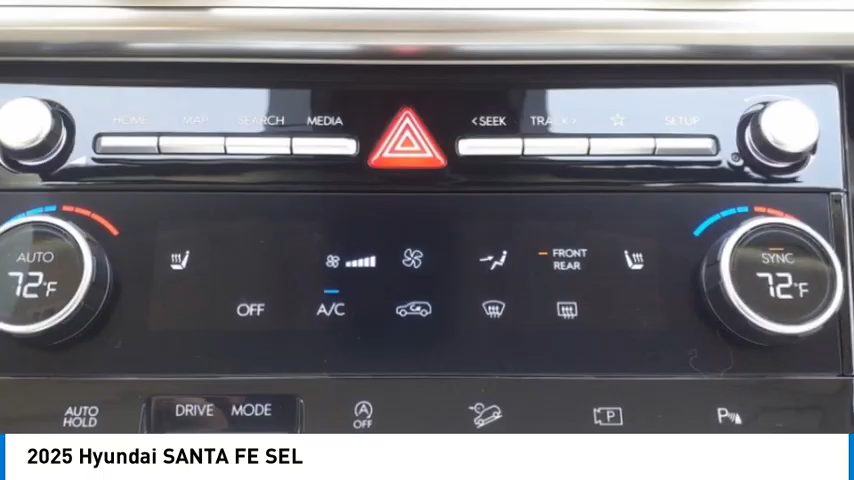 HOME MAP SEARCH MEDIA < SEEK TRACK > SETUP
AUTO
72°F
FRONT
REAR
SYNC
72°F
OFF A/C
AUTO
HOLD
DRIVE MODE
A
OFF
P
P
2025 Hyundai SANTA FE SEL